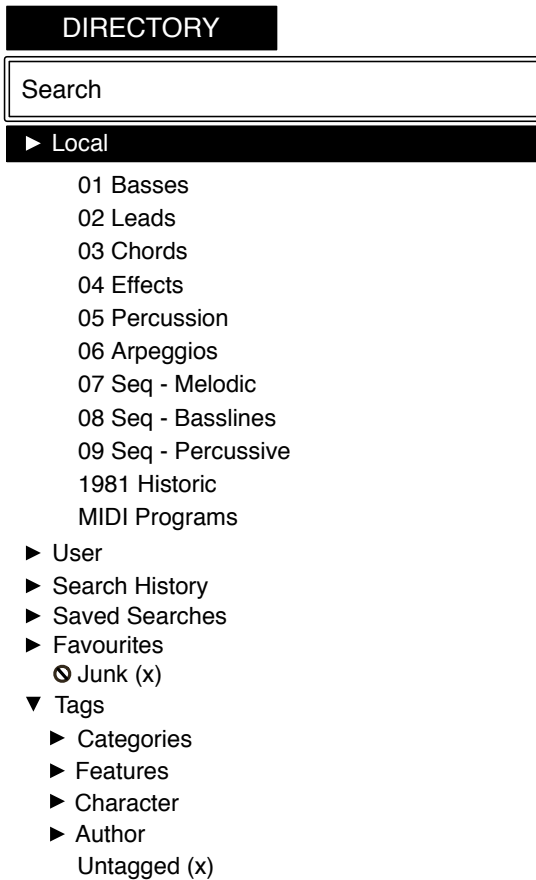 DIRECTORY
Search
► Local
01 Basses
02 Leads
03 Chords
04 Effects
05 Percussion
06 Arpeggios
07 Seq - Melodic
08 Seq - Basslines
09 Seq - Percussive
1981 Historic
MIDI Programs
► User
► Search History
► Saved Searches
► Favourites
Junk (x)
▼ Tags
► Categories
► Features
► Character
► Author
Untagged (x)